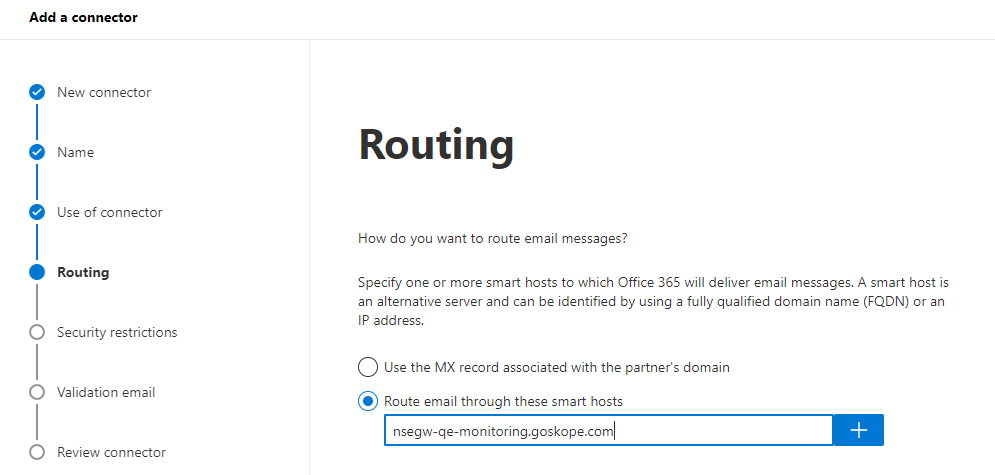 Add a connector
New connector
Name
Use of connector
Routing
Security restrictions
Validation email
Review connector
Routing
How do you want to route email messages?
Specify one or more smart hosts to which Office 365 will deliver email messages. A smart host is
an alternative server and can be identified by using a fully qualified domain name (FQDN) or an
IP address.
Use the MX record associated with the partner's domain
Route email through these smart hosts
nsegw-qe-monitoring.goskope.com